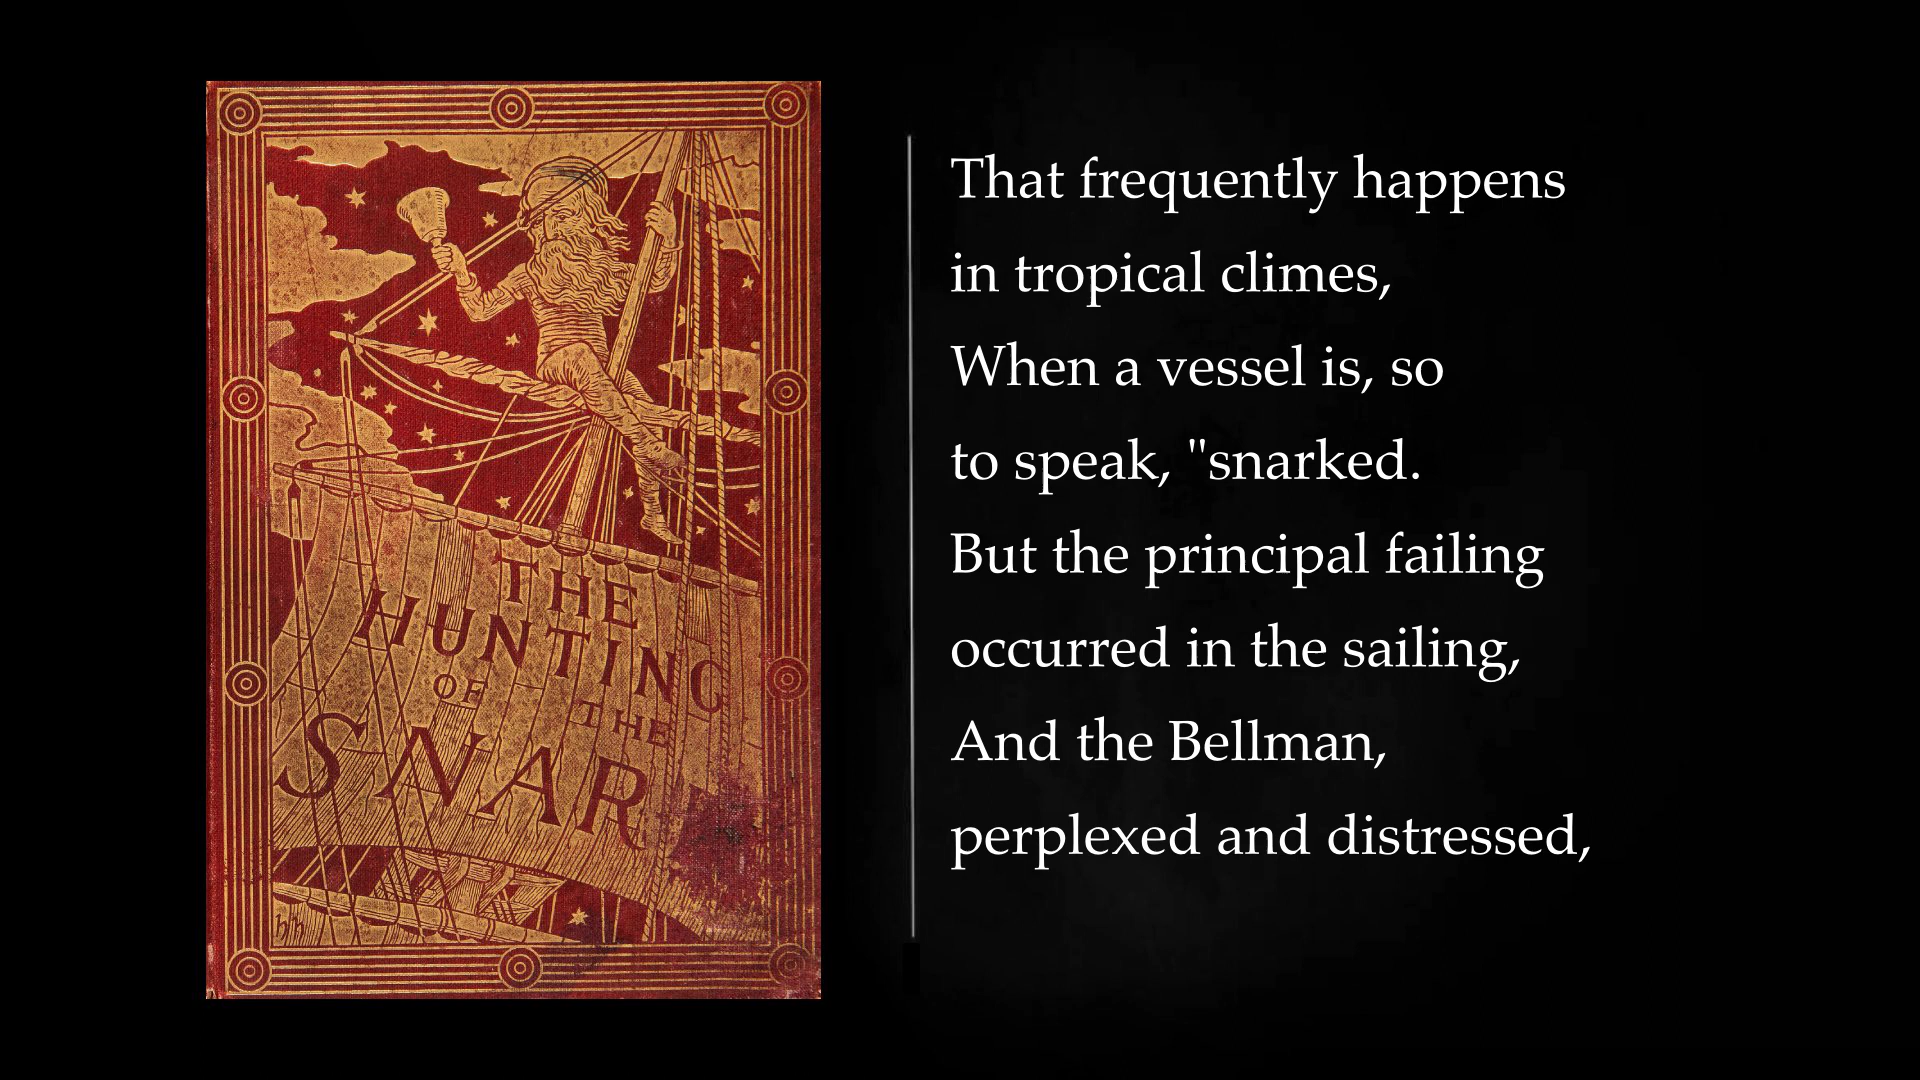 THE
HUNTING
OF THE
SNAR
That frequently happens
in tropical climes,
When a vessel is, so
to speak, "snarked.
But the principal failing
occurred in the sailing,
And the Bellman,
perplexed and distressed,